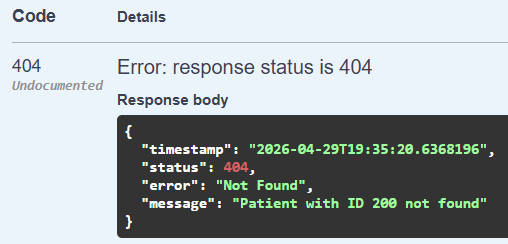 Code Details
404 Error: response status is 404
Undocumented
Response body
{
  "timestamp": "2026-04-29T19:35:20.6368196",
  "status": 404,
  "error": "Not Found",
  "message": "Patient with ID 200 not found"
}